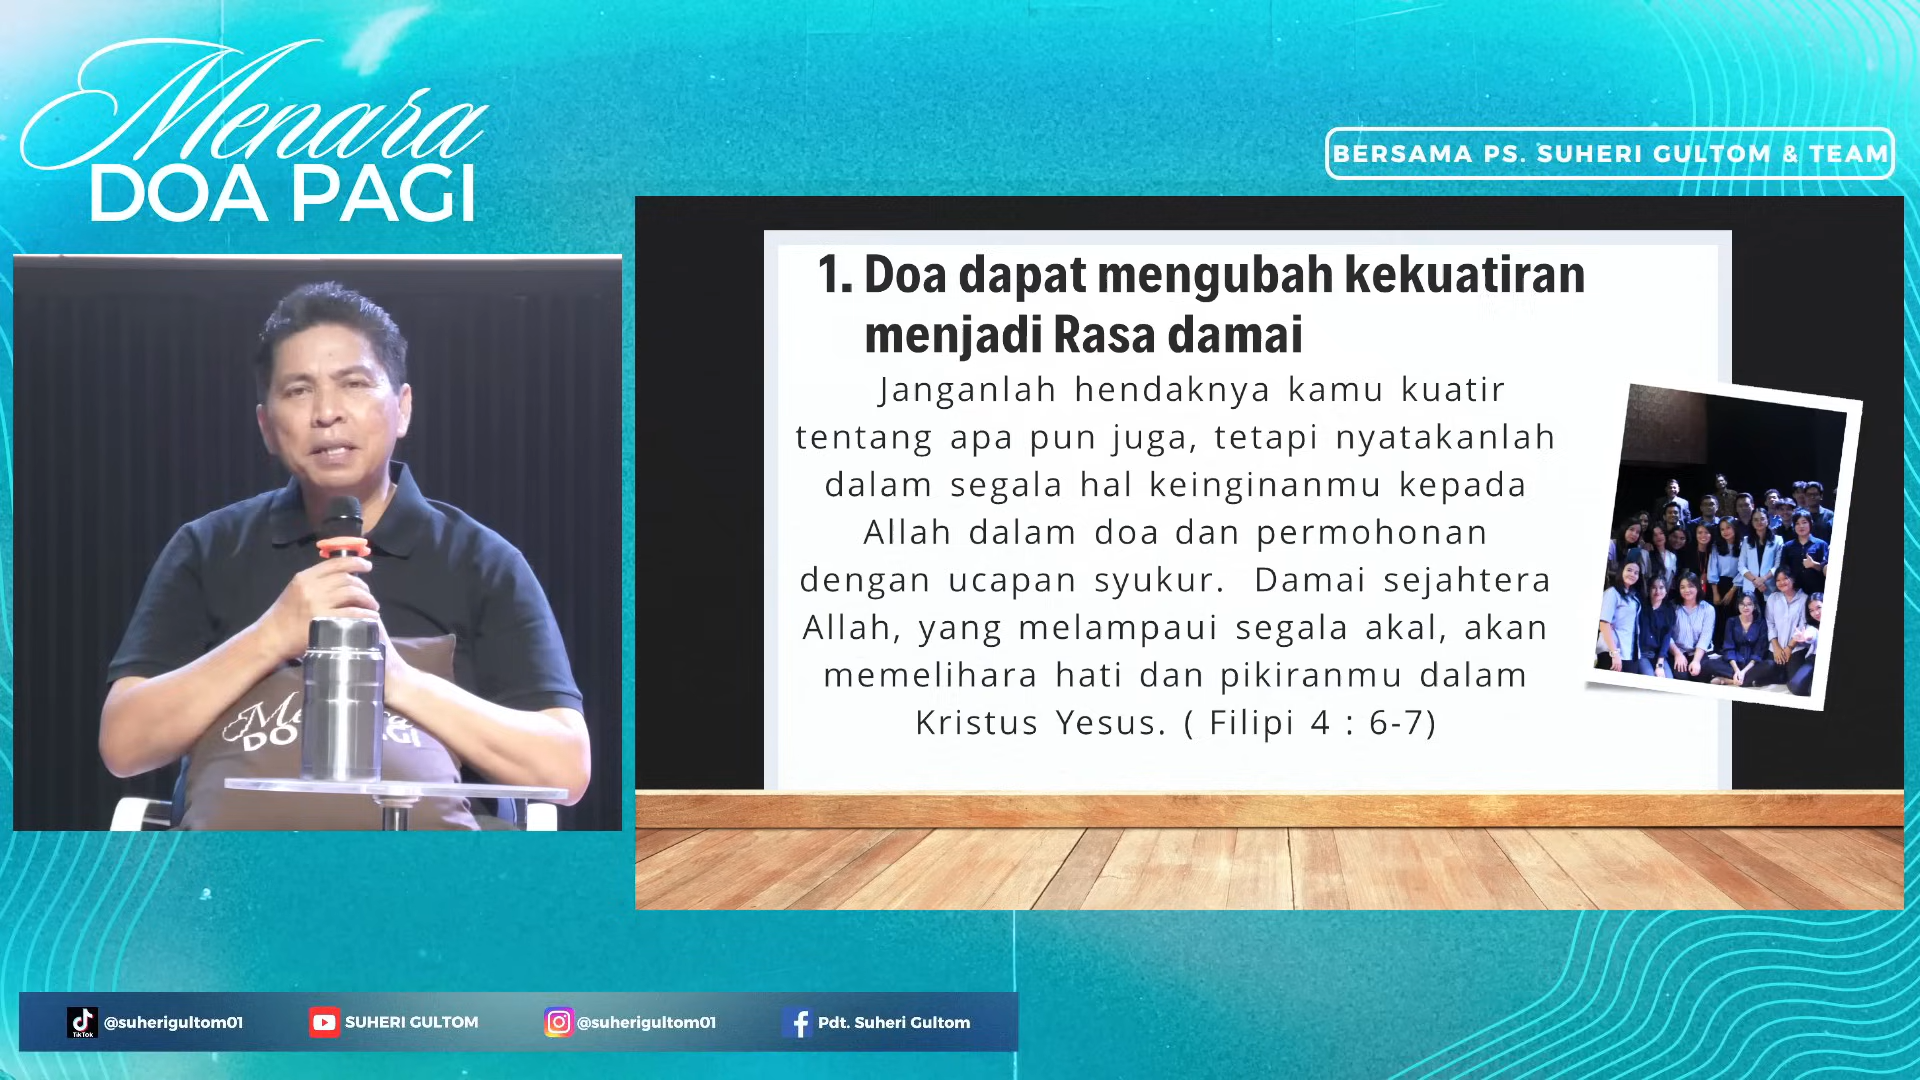 Menara
DOA PAGI
BERSAMA PS. SUHERI GULTOM & TEAM
1. Doa dapat mengubah kekuatiran
menjadi Rasa damai
Janganlah hendaknya kamu kuatir
tentang apa pun juga, tetapi nyatakanlah
dalam segala hal keinginanmu kepada
Allah dalam doa dan permohonan
dengan ucapan syukur. Damai sejahtera
Allah, yang melampaui segala akal, akan
memelihara hati dan pikiranmu dalam
Kristus Yesus. ( Filipi 4 : 6-7)
TikTok
@suherigultom01
SUHERI GULTOM
@suherigultom01
Pdt. Suheri Gultom